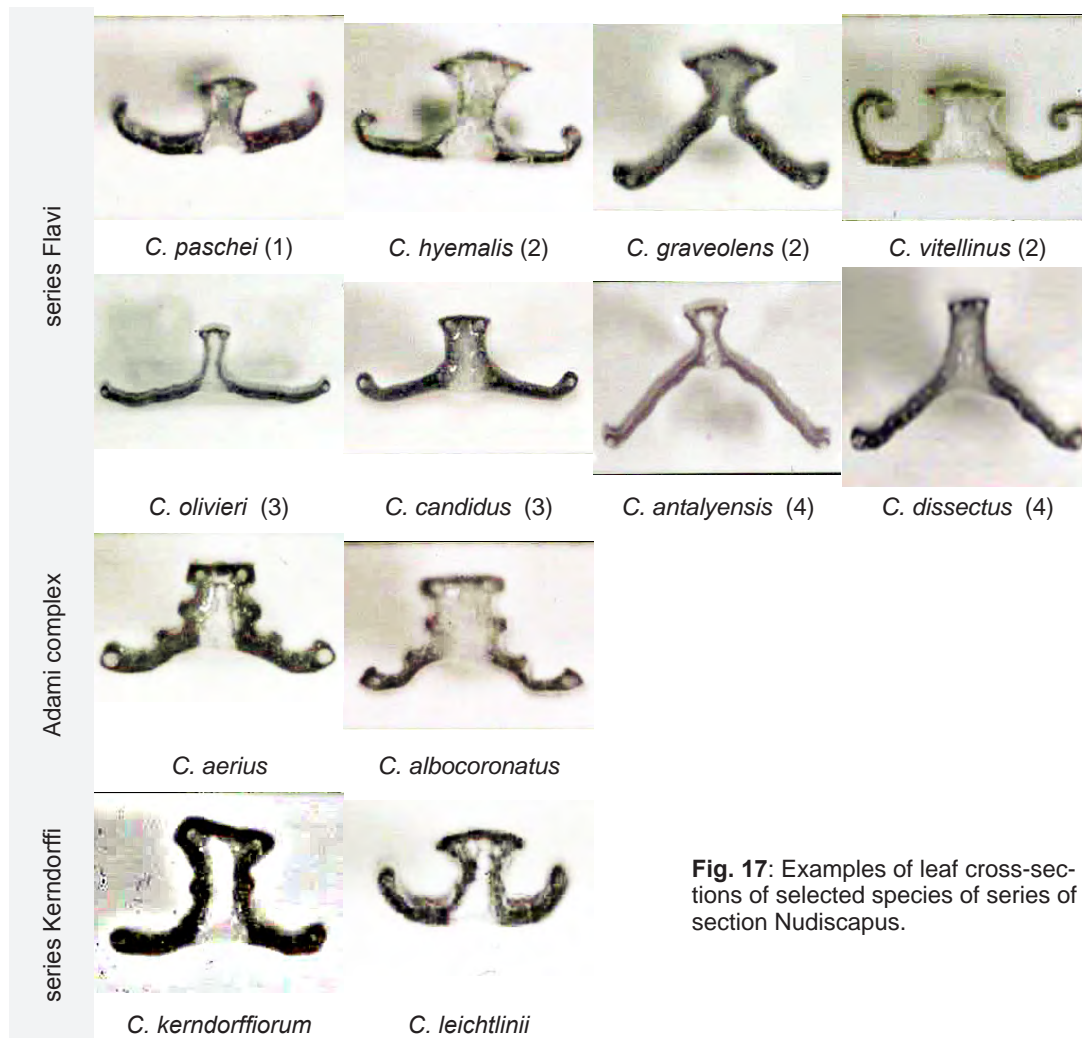 series Flavi
C. paschei (1) C. hyemalis (2) C. graveolens (2) C. vitellinus (2)
C. olivieri (3) C. candidus (3) C. antalyensis (4) C. dissectus (4)
Adami complex
C. aerius C. albocoronatus
series Kerndorffi
C. kerndorffiorum C. leichtlinii
Fig. 17: Examples of leaf cross-sec-
tions of selected species of series of
section Nudiscapus.